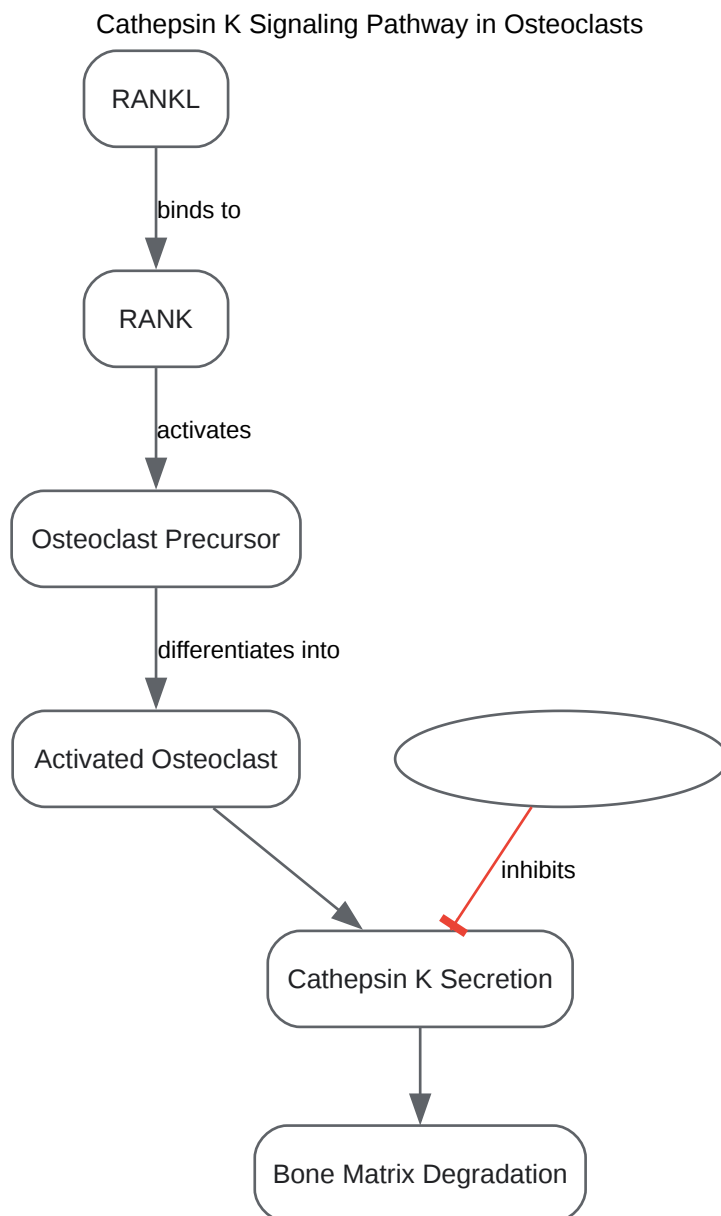 Cathepsin K Signaling Pathway in Osteoclasts
RANKL
binds to
RANK
activates
Osteoclast Precursor
differentiates into
Activated Osteoclast
inhibits
Cathepsin K Secretion
Bone Matrix Degradation